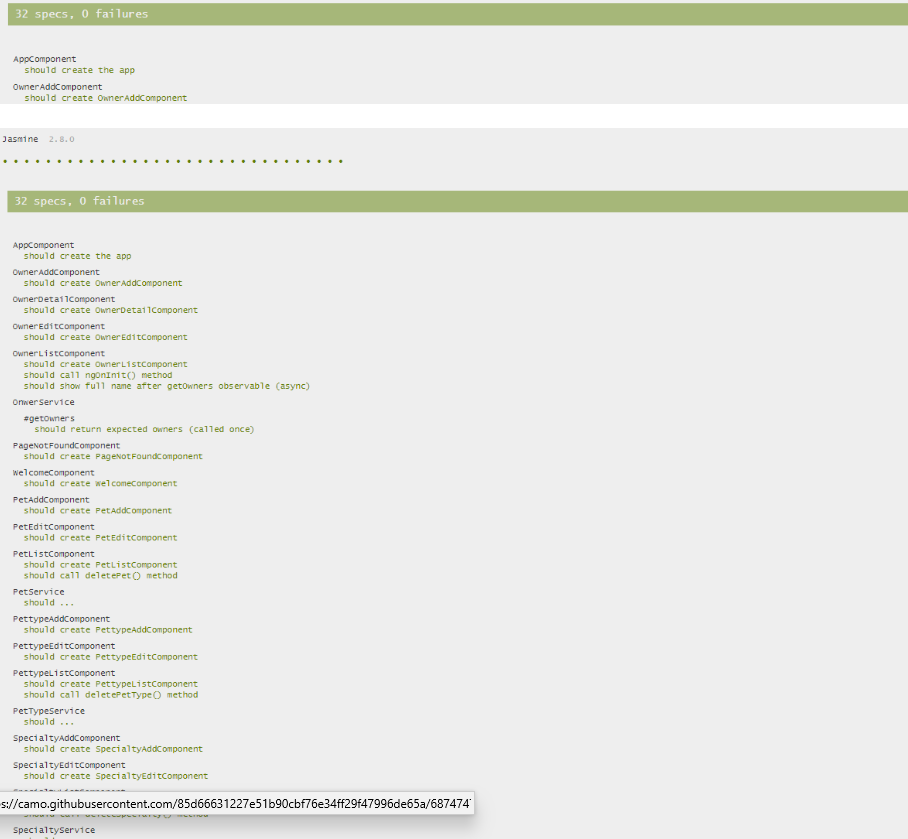 32 specs, 0 failures
AppComponent
should create the app
OwnerAddComponent
should create OwnerAddComponent
Jasmine 2.8.0
32 specs, 0 failures
AppComponent
should create the app
OwnerAddComponent
should create OwnerAddComponent
OwnerDetailComponent
should create OwnerDetailComponent
OwnerEditComponent
should create OwnerEditComponent
OwnerListComponent
should create OwnerListComponent
should call ngOnInit() method
should show full name after getOwners observable (async)
OnwerService
#getOwners
should return expected owners (called once)
PageNotFoundComponent
should create PageNotFoundComponent
WelcomeComponent
should create WelcomeComponent
PetAddComponent
should create PetAddComponent
PetEditComponent
should create PetEditComponent
PetListComponent
should create PetListComponent
should call deletePet() method
PetService
should ...
PettypeAddComponent
should create PettypeAddComponent
PettypeEditComponent
should create PettypeEditComponent
PettypeListComponent
should create PettypeListComponent
should call deletePetType() method
PetTypeService
should ...
SpecialtyAddComponent
should create SpecialtyAddComponent
SpecialtyEditComponent
should create SpecialtyEditComponent
SpecialtyListComponent
s://camo.githubusercontent.com/85d66631227e51b90cbf76e34ff29f47996de65a/687474
should call deleteSpecialty() method
SpecialtyService